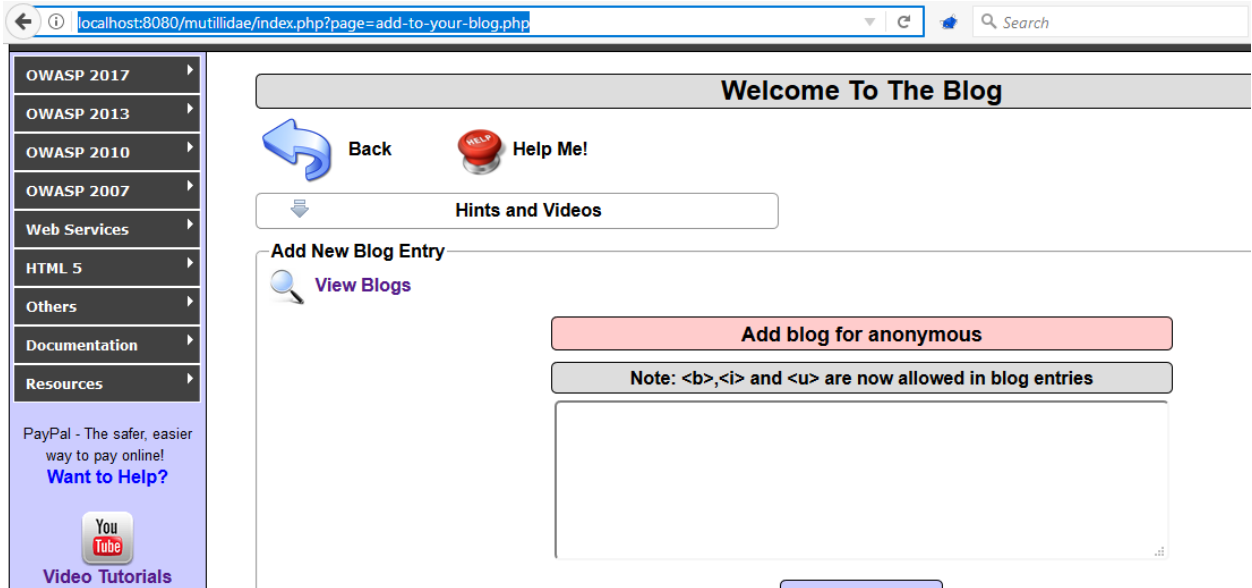 localhost:8080/mutillidae/index.php?page=add-to-your-blog.php
Search
OWASP 2017
OWASP 2013
OWASP 2010
OWASP 2007
Web Services
HTML 5
Others
Documentation
Resources
PayPal - The safer, easier
way to pay online!
Want to Help?
You
Tube
Video Tutorials
Welcome To The Blog
Back
HELP
Help Me!
Hints and Videos
Add New Blog Entry
View Blogs
Add blog for anonymous
Note: <b>,<i> and <u> are now allowed in blog entries